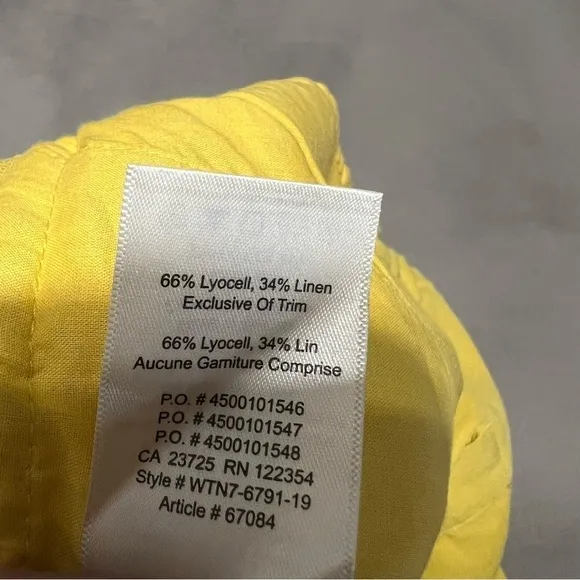 66% Lyocell, 34% Linen
Exclusive Of Trim
66% Lyocell, 34% Lin
Aucune Garniture Comprise
P.O. # 4500101546
P.O. # 4500101547
P.O. # 4500101548
CA 23725 RN 122354
Style # WTN7-6791-19
Article # 67084